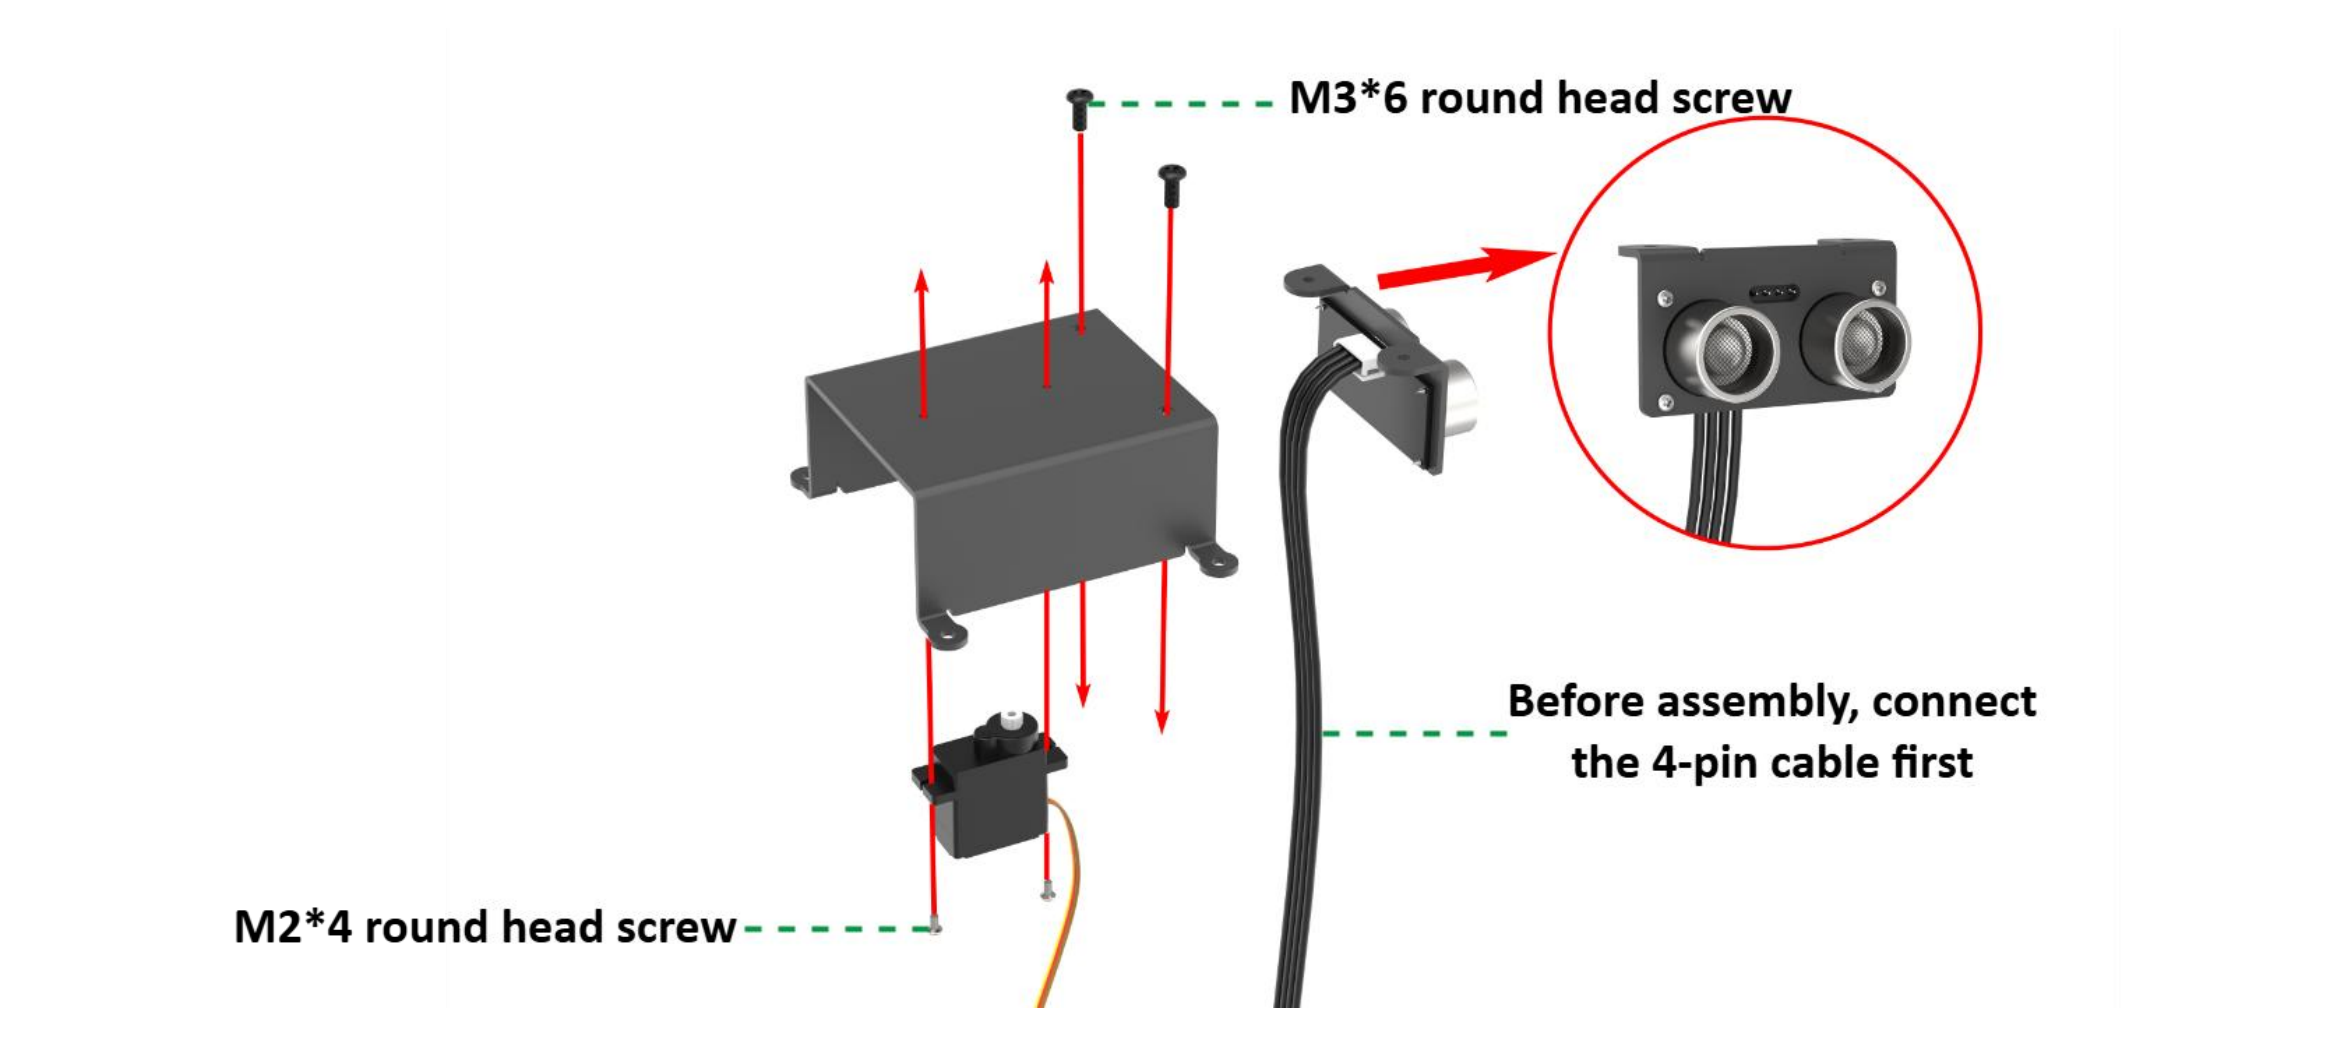 M3*6 round head screw
Before assembly, connect
the 4-pin cable first
M2*4 round head screw